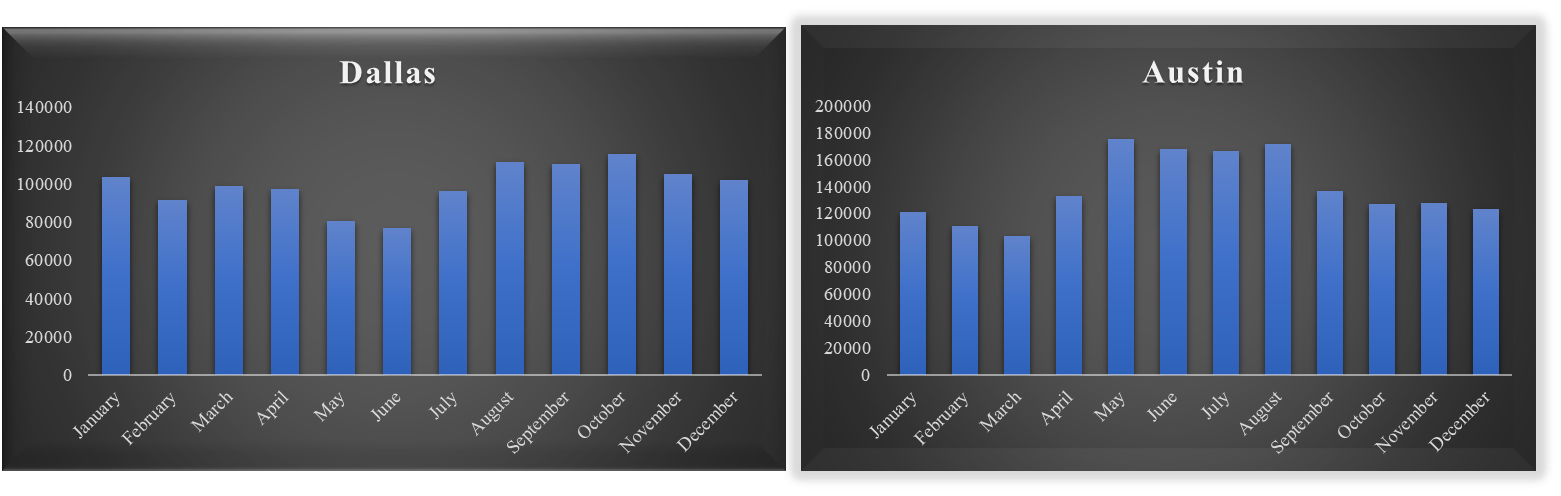 Dallas
140000
120000
100000
80000
60000
40000
20000
0
January
February
March
April
May
June
July
August
September
October
November
December
Austin
200000
180000
160000
140000
120000
100000
80000
60000
40000
20000
0
January
February
March
April
May
June
July
August
September
October
November
December